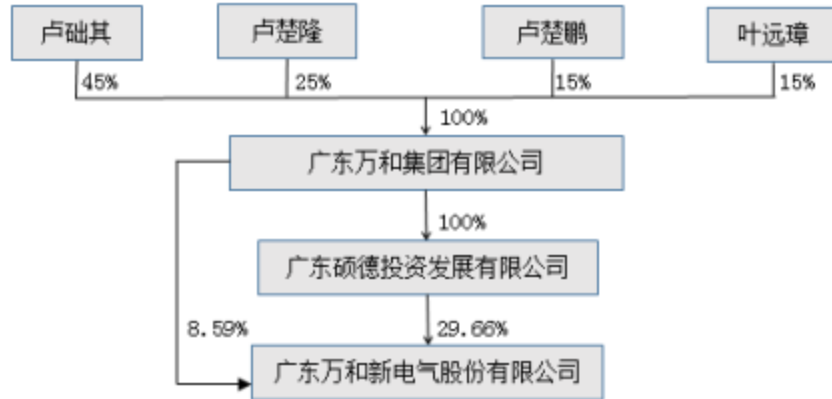 卢础其
卢楚隆
卢楚鹏
叶远璋
45%
25%
15%
15%
100%
广东万和集团有限公司
100%
广东硕德投资发展有限公司
8.59%
29.66%
广东万和新电气股份有限公司